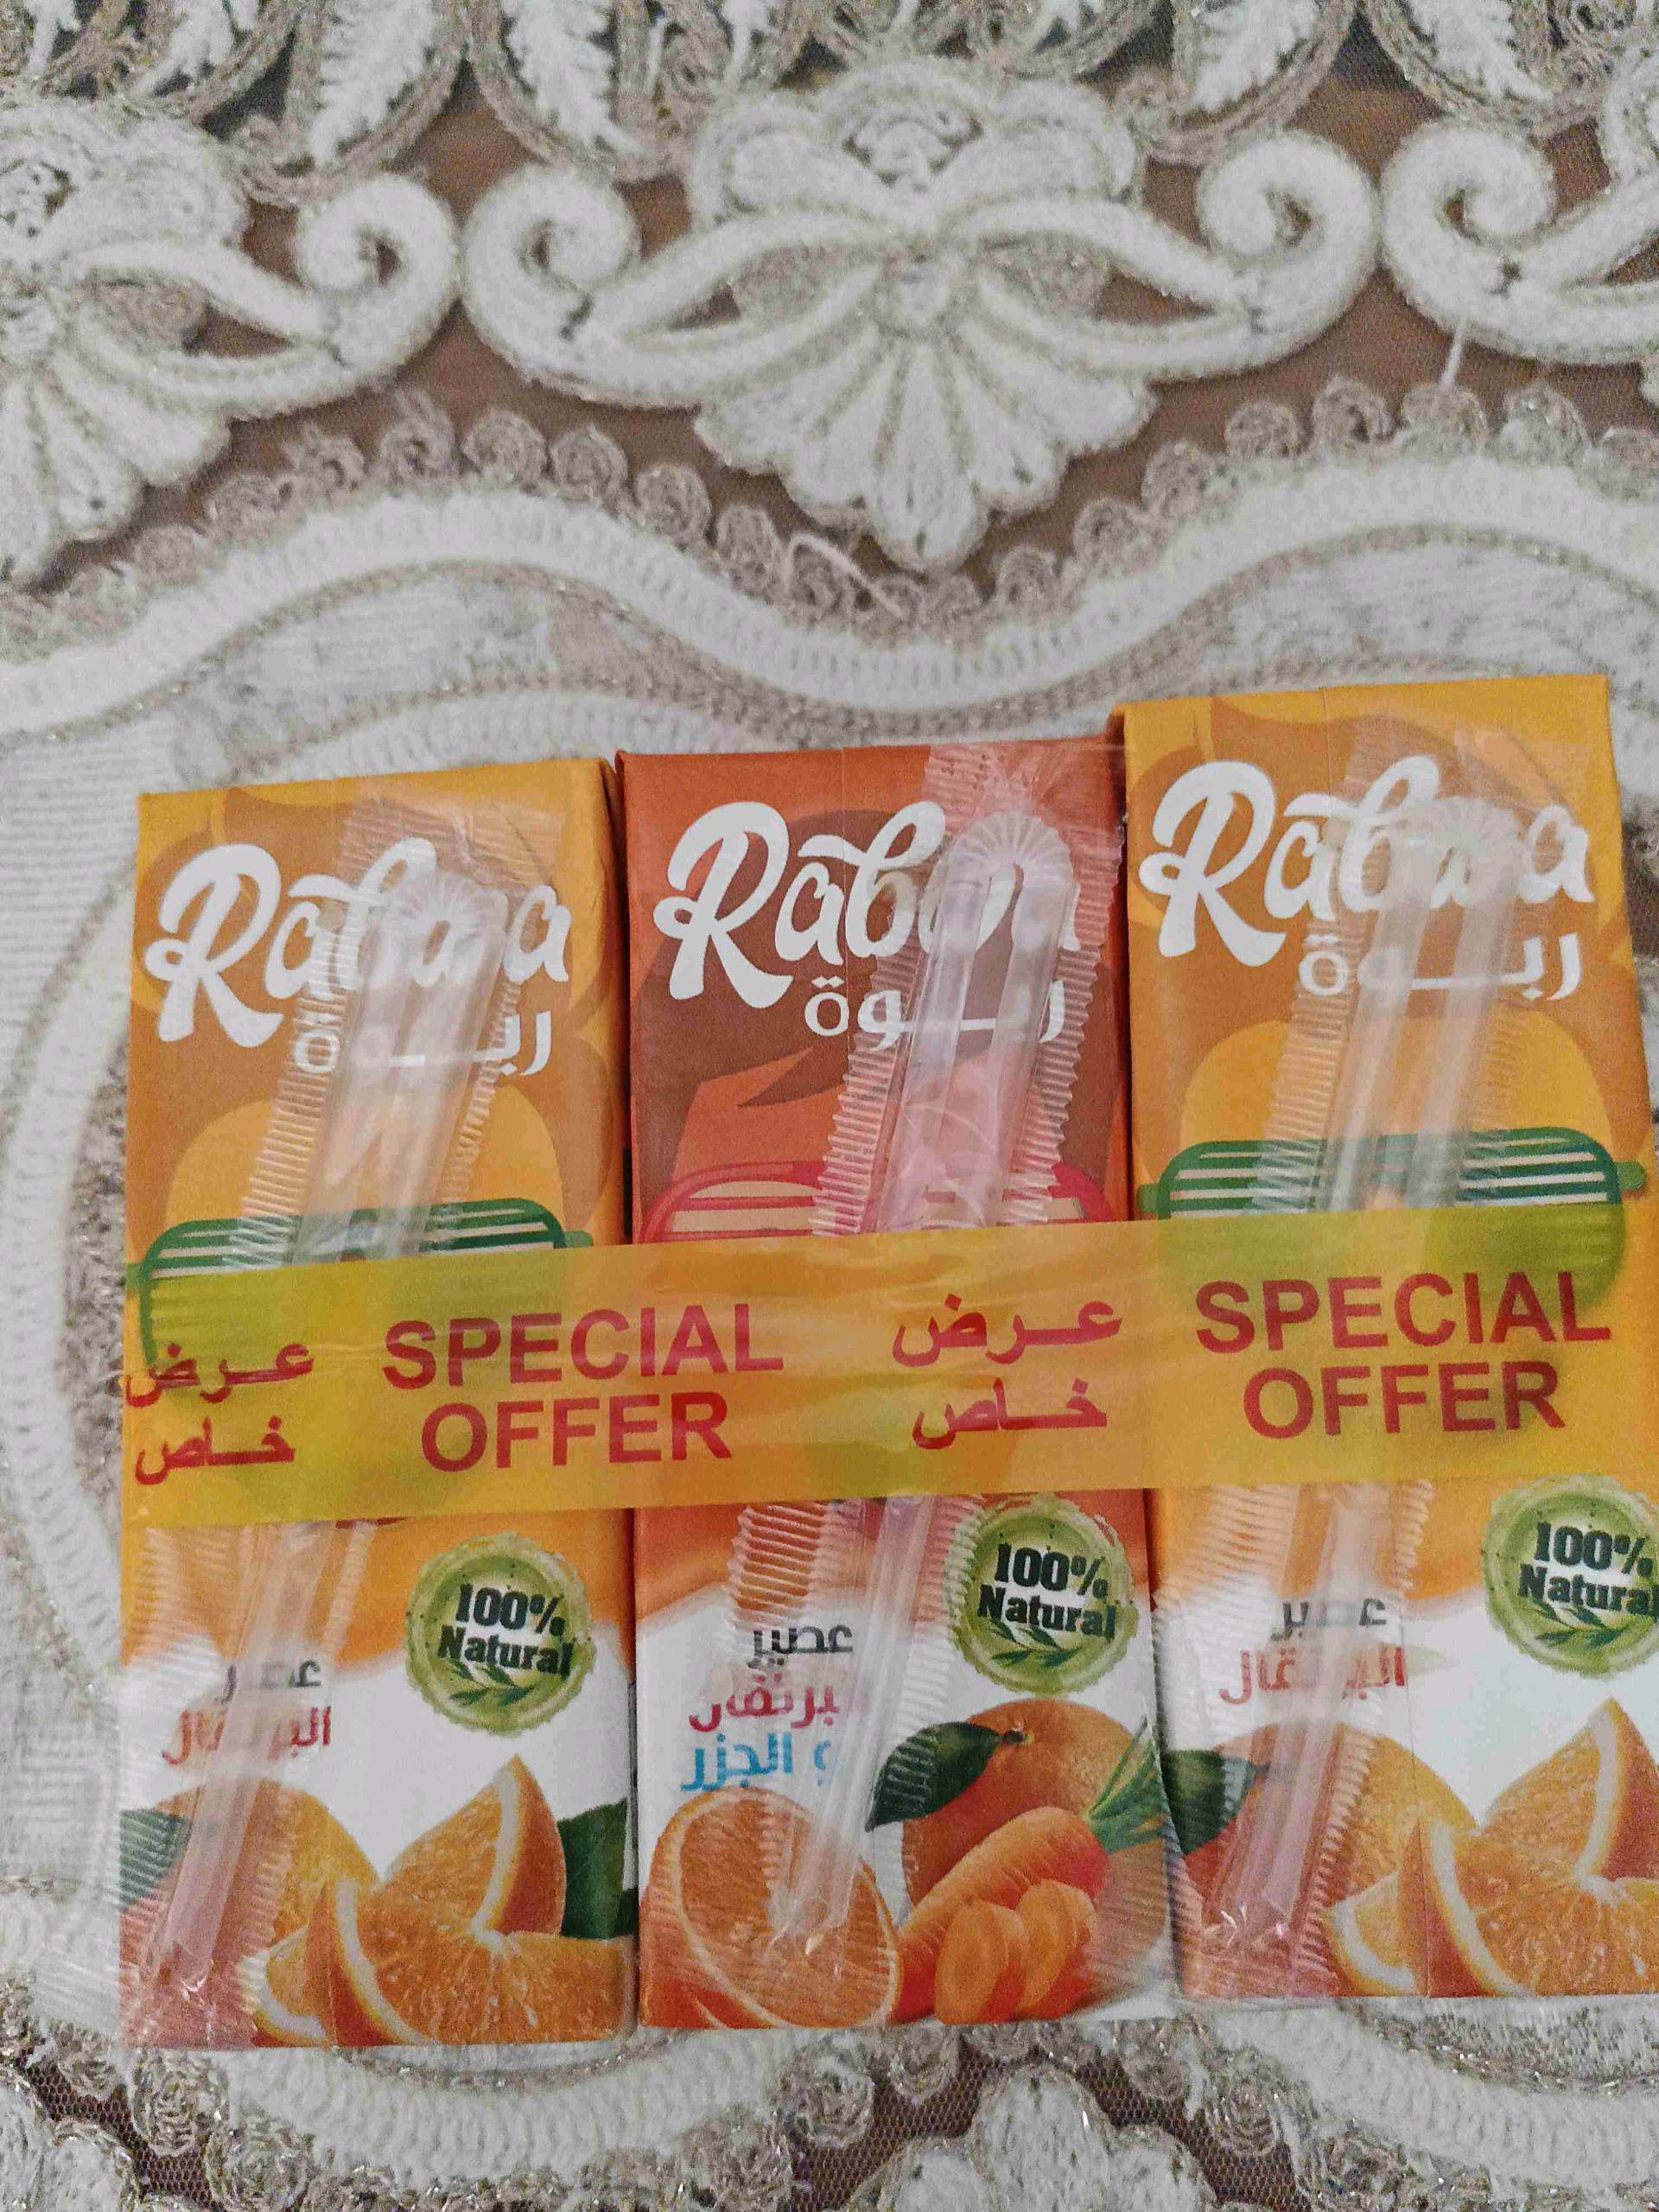 Rabwa
ربوة
Rabwa
ربوة
Rabwa
ربوة
عرض
خاص
SPECIAL
OFFER
عرض
خاص
SPECIAL
OFFER
100%
Natural
عصير
البرتقال
100%
Natural
عصير
البرتقال
و الجزر
100%
Natural
عصير
البرتقال